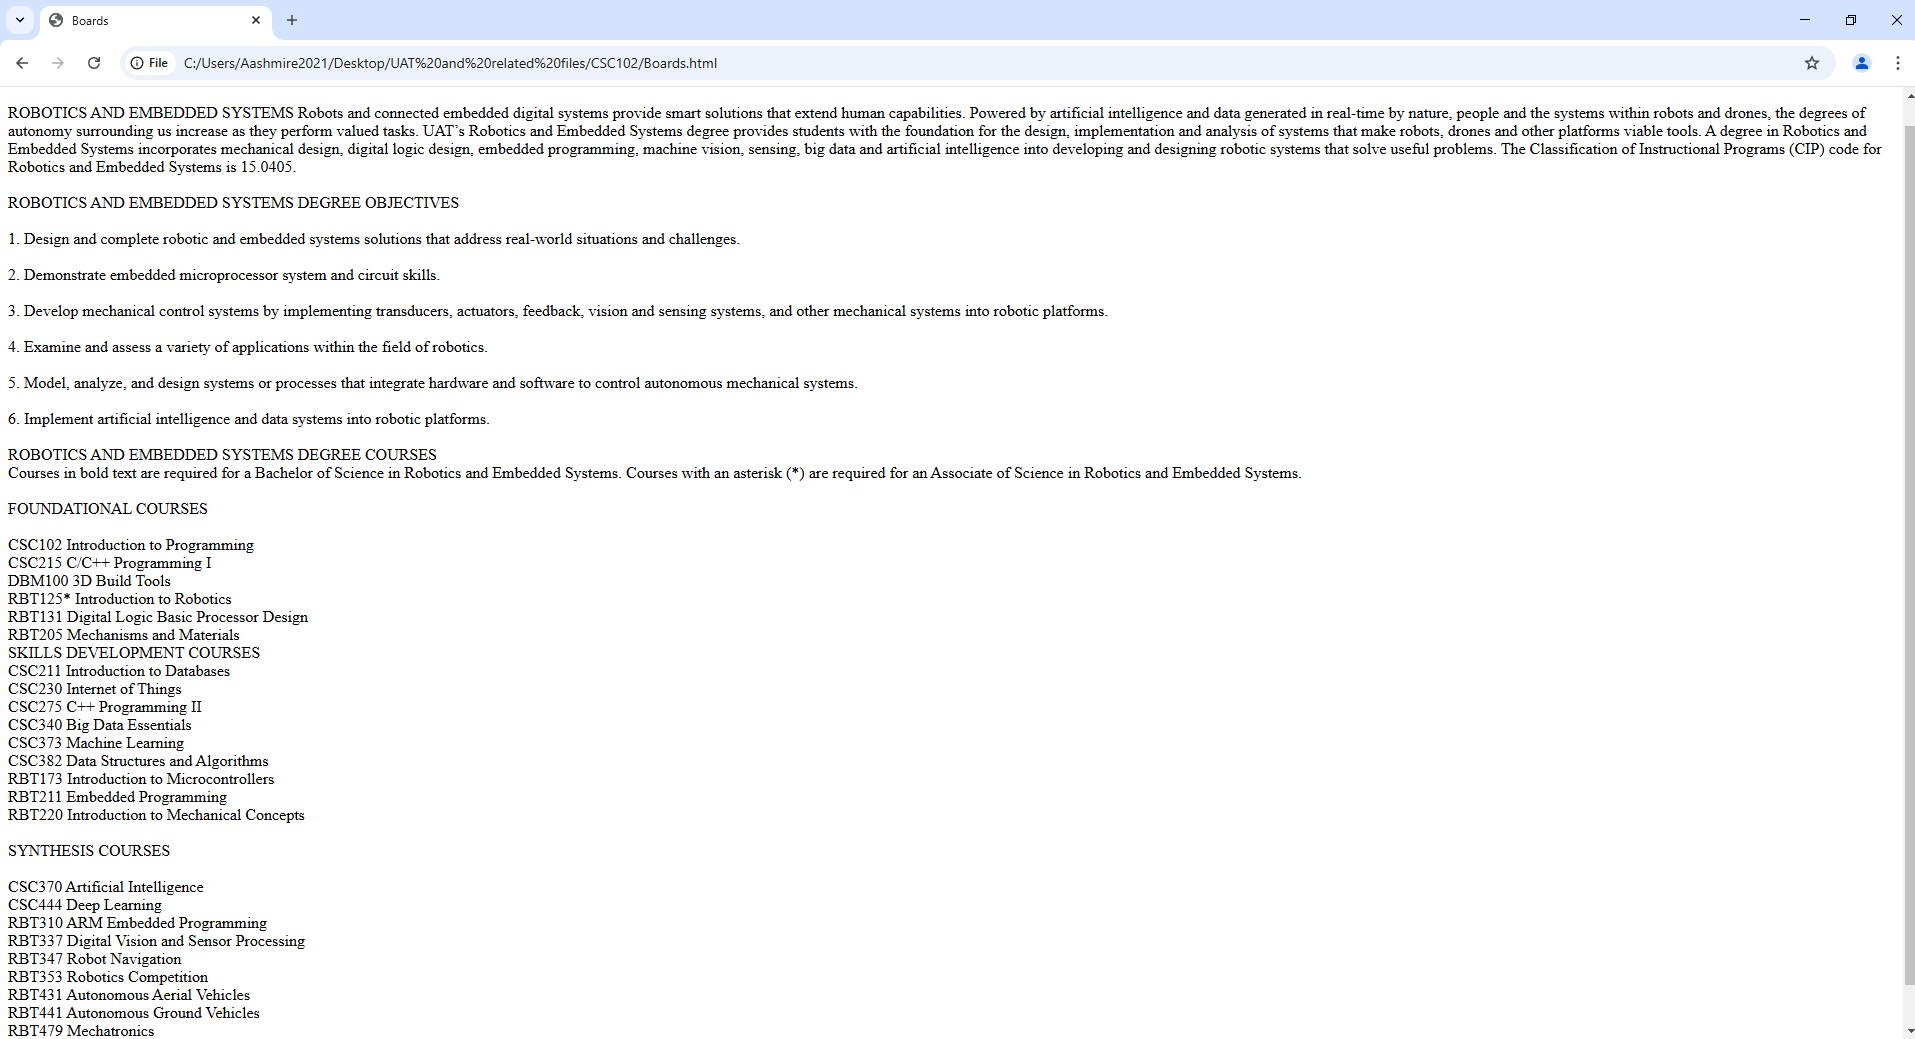 Boards
File
C:/Users/Aashmire2021/Desktop/UAT%20and%20related%20files/CSC102/Boards.html
ROBOTICS AND EMBEDDED SYSTEMS Robots and connected embedded digital systems provide smart solutions that extend human capabilities. Powered by artificial intelligence and data generated in real-time by nature, people and the systems within robots and drones, the degrees of
autonomy surrounding us increase as they perform valued tasks. UAT’s Robotics and Embedded Systems degree provides students with the foundation for the design, implementation and analysis of systems that make robots, drones and other platforms viable tools. A degree in Robotics and
Embedded Systems incorporates mechanical design, digital logic design, embedded programming, machine vision, sensing, big data and artificial intelligence into developing and designing robotic systems that solve useful problems. The Classification of Instructional Programs (CIP) code for
Robotics and Embedded Systems is 15.0405.
ROBOTICS AND EMBEDDED SYSTEMS DEGREE OBJECTIVES
1. Design and complete robotic and embedded systems solutions that address real-world situations and challenges.
2. Demonstrate embedded microprocessor system and circuit skills.
3. Develop mechanical control systems by implementing transducers, actuators, feedback, vision and sensing systems, and other mechanical systems into robotic platforms.
4. Examine and assess a variety of applications within the field of robotics.
5. Model, analyze, and design systems or processes that integrate hardware and software to control autonomous mechanical systems.
6. Implement artificial intelligence and data systems into robotic platforms.
ROBOTICS AND EMBEDDED SYSTEMS DEGREE COURSES
Courses in bold text are required for a Bachelor of Science in Robotics and Embedded Systems. Courses with an asterisk (*) are required for an Associate of Science in Robotics and Embedded Systems.
FOUNDATIONAL COURSES
CSC102 Introduction to Programming
CSC215 C/C++ Programming I
DBM100 3D Build Tools
RBT125* Introduction to Robotics
RBT131 Digital Logic Basic Processor Design
RBT205 Mechanisms and Materials
SKILLS DEVELOPMENT COURSES
CSC211 Introduction to Databases
CSC230 Internet of Things
CSC275 C++ Programming II
CSC340 Big Data Essentials
CSC373 Machine Learning
CSC382 Data Structures and Algorithms
RBT173 Introduction to Microcontrollers
RBT211 Embedded Programming
RBT220 Introduction to Mechanical Concepts
SYNTHESIS COURSES
CSC370 Artificial Intelligence
CSC444 Deep Learning
RBT310 ARM Embedded Programming
RBT337 Digital Vision and Sensor Processing
RBT347 Robot Navigation
RBT353 Robotics Competition
RBT431 Autonomous Aerial Vehicles
RBT441 Autonomous Ground Vehicles
RBT479 Mechatronics